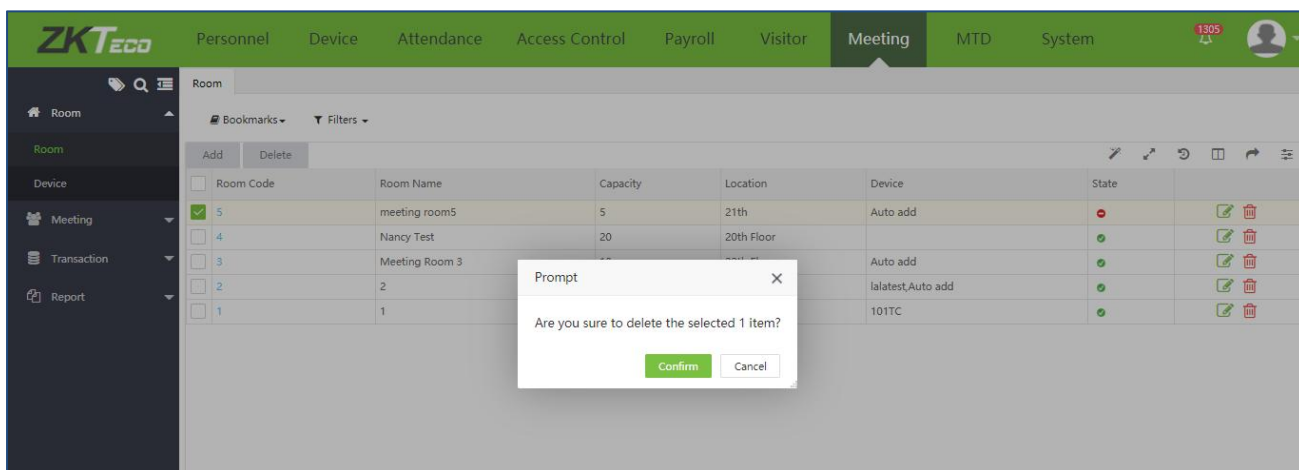 ZKTeco Personnel Device Attendance Access Control Payroll Visitor Meeting MTD System 1305
Room
Room
Bookmarks Filters
Room
Add Delete
Device
Room Code Room Name Capacity Location Device State
Meeting
5 meeting room5 5 21th Auto add
4 Nancy Test 20 20th Floor
Transaction
3 Meeting Room 3 Auto add
Report
2 2 lalatest,Auto add
1 1 101TC
Prompt
Are you sure to delete the selected 1 item?
Confirm Cancel